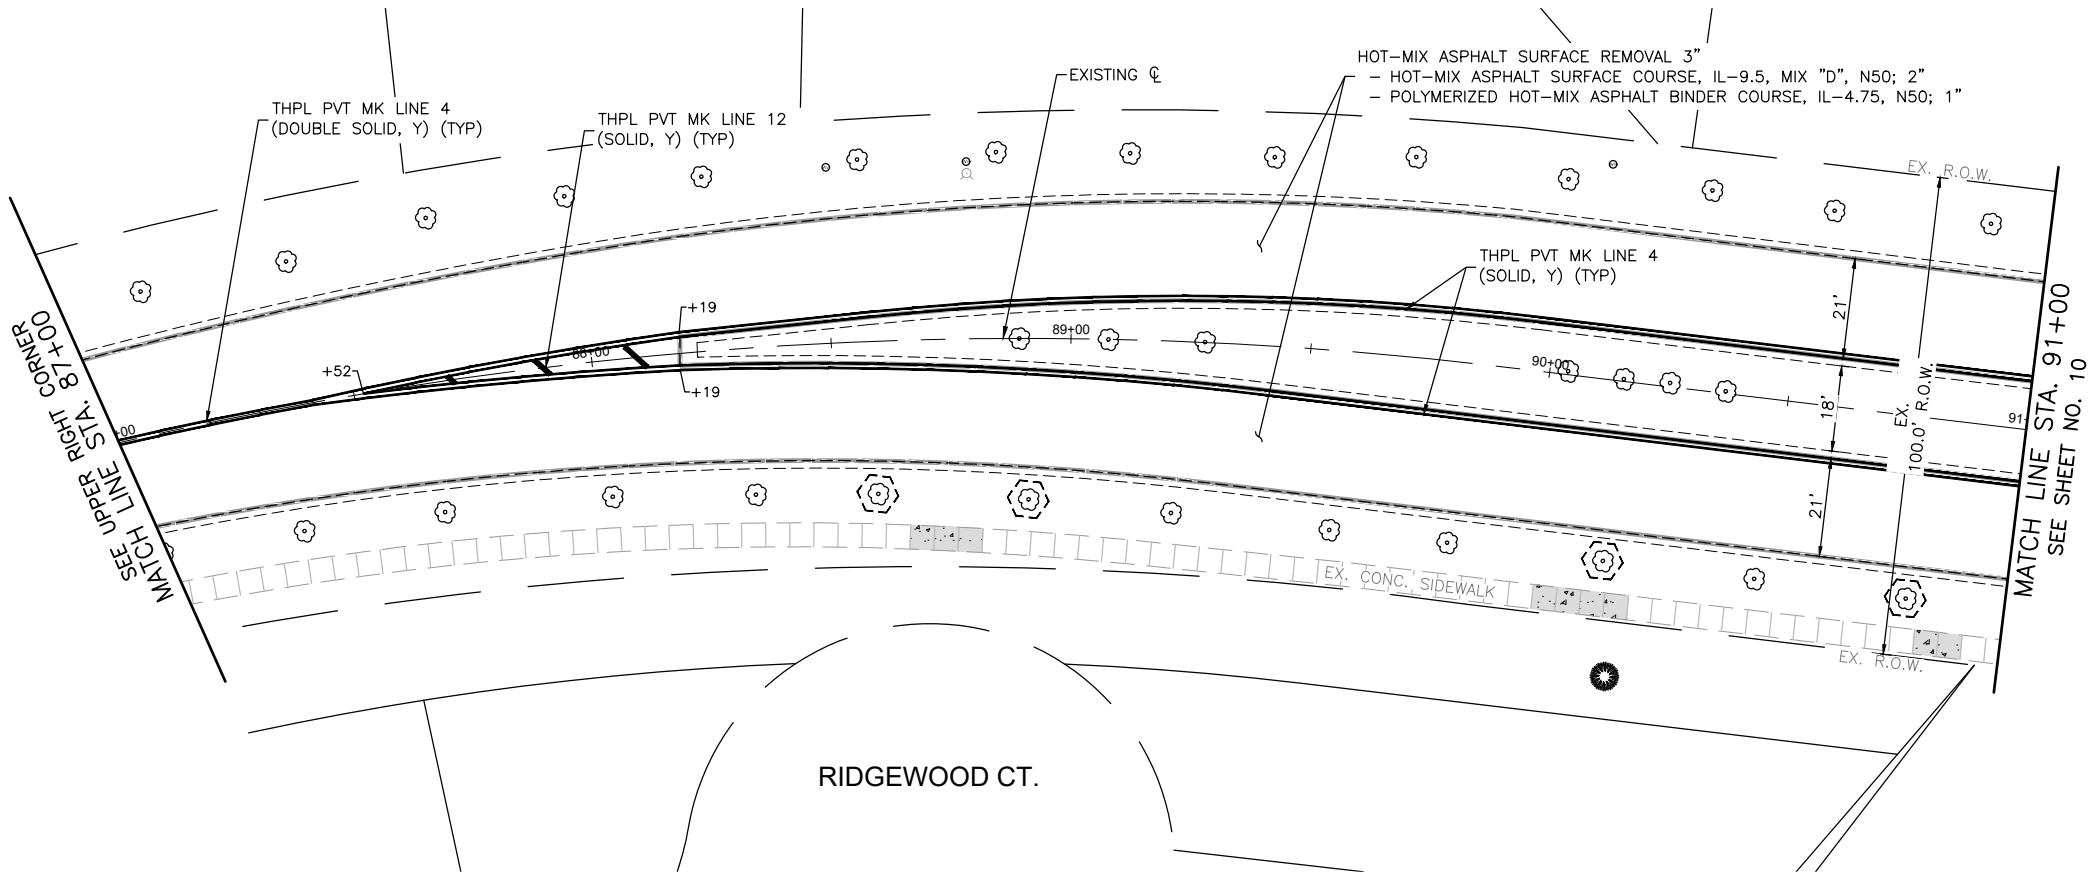 HOT-MIX ASPHALT SURFACE REMOVAL 3"
- HOT-MIX ASPHALT SURFACE COURSE, IL-9.5, MIX "D", N50; 2"
- POLYMERIZED HOT-MIX ASPHALT BINDER COURSE, IL-4.75, N50; 1"
EXISTING ℄
THPL PVT MK LINE 4
(DOUBLE SOLID, Y) (TYP)
THPL PVT MK LINE 12
(SOLID, Y) (TYP)
EX. R.O.W.
THPL PVT MK LINE 4
(SOLID, Y) (TYP)
+19
21'
89+00
88+00
90+00
+52
+19
18'
EX.
100.0' R.O.W.
91+
+00
21'
SEE UPPER RIGHT CORNER
MATCH LINE STA. 87+00
MATCH LINE STA. 91+00
SEE SHEET NO. 10
EX. CONC. SIDEWALK
EX. R.O.W.
RIDGEWOOD CT.